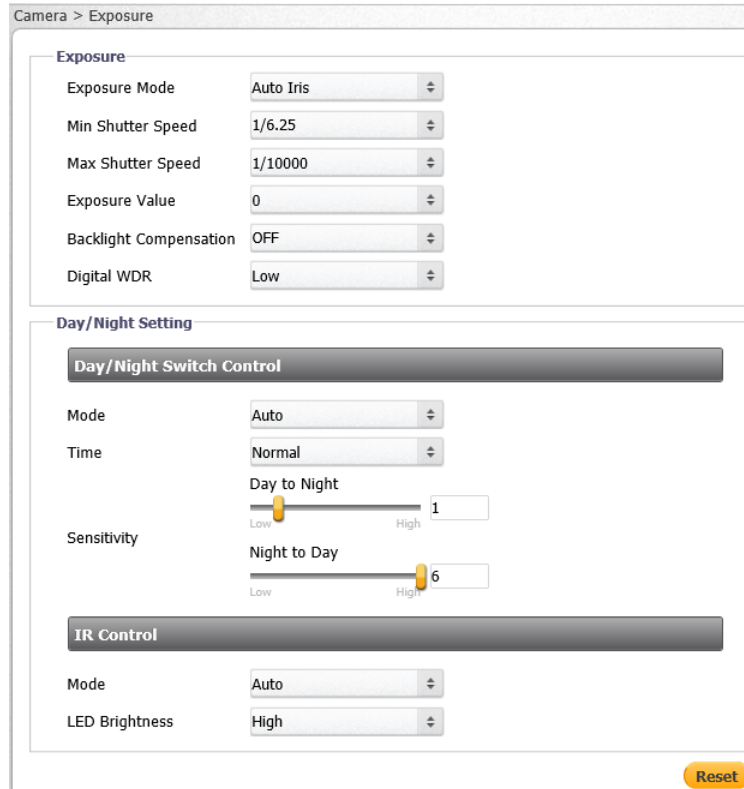 Camera > Exposure
Exposure
Exposure Mode Auto Iris
Min Shutter Speed 1/6.25
Max Shutter Speed 1/10000
Exposure Value 0
Backlight Compensation OFF
Digital WDR Low
Day/Night Setting
Day/Night Switch Control
Mode Auto
Time Normal
Day to Night
1
Low High
Sensitivity
Night to Day
6
Low High
IR Control
Mode Auto
LED Brightness High
Reset